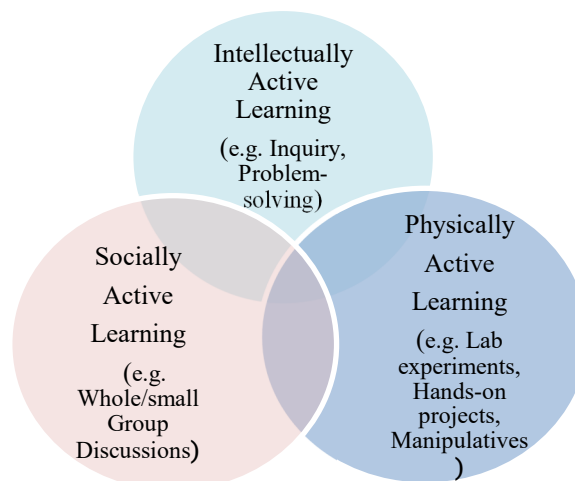 Intellectually
Active
Learning
(e.g. Inquiry,
Problem-
solving)
Socially
Active
Learning
(e.g.
Whole/small
Group
Discussions)
Physically
Active
Learning
(e.g. Lab
experiments,
Hands-on
projects,
Manipulatives
)